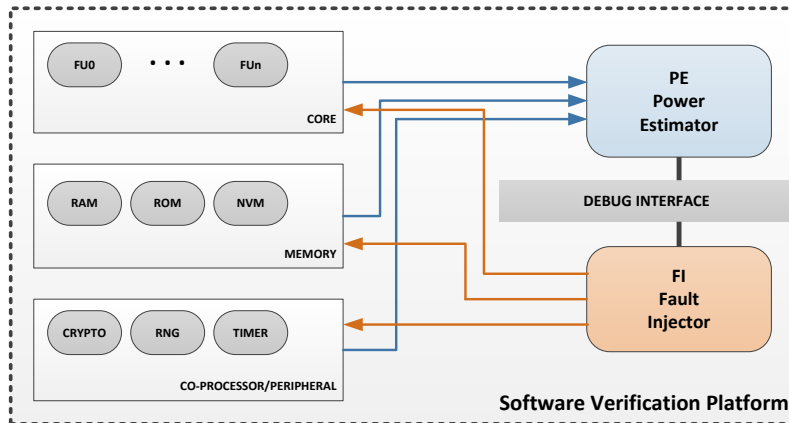 FU0
• • •
FUn
CORE
RAM
ROM
NVM
MEMORY
CRYPTO
RNG
TIMER
CO-PROCESSOR/PERIPHERAL
PE
Power
Estimator
DEBUG INTERFACE
FI
Fault
Injector
Software Verification Platform